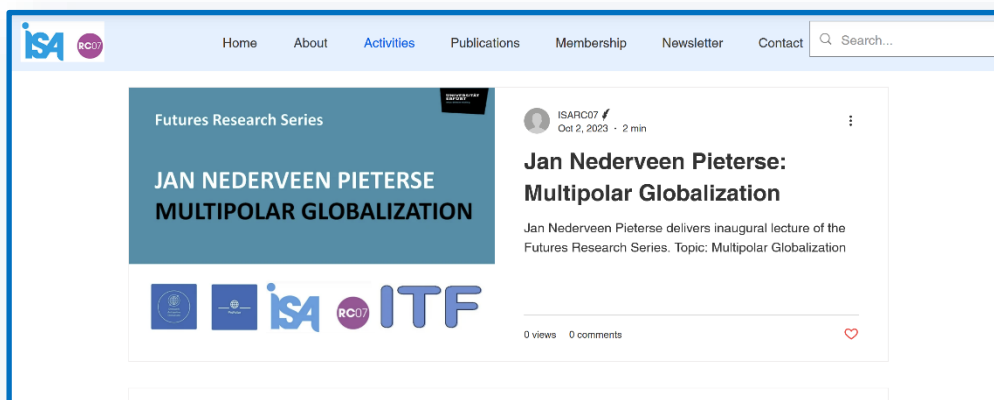 isa RC07 Home About Activities Publications Membership Newsletter Contact Search...
UNIVERSITÄT
ERFURT
Futures Research Series
JAN NEDERVEEN PIETERSE
MULTIPOLAR GLOBALIZATION
isa RC07 ITF
ISARC07
Oct 2, 2023 · 2 min
Jan Nederveen Pieterse:
Multipolar Globalization
Jan Nederveen Pieterse delivers inaugural lecture of the
Futures Research Series. Topic: Multipolar Globalization
0 views 0 comments